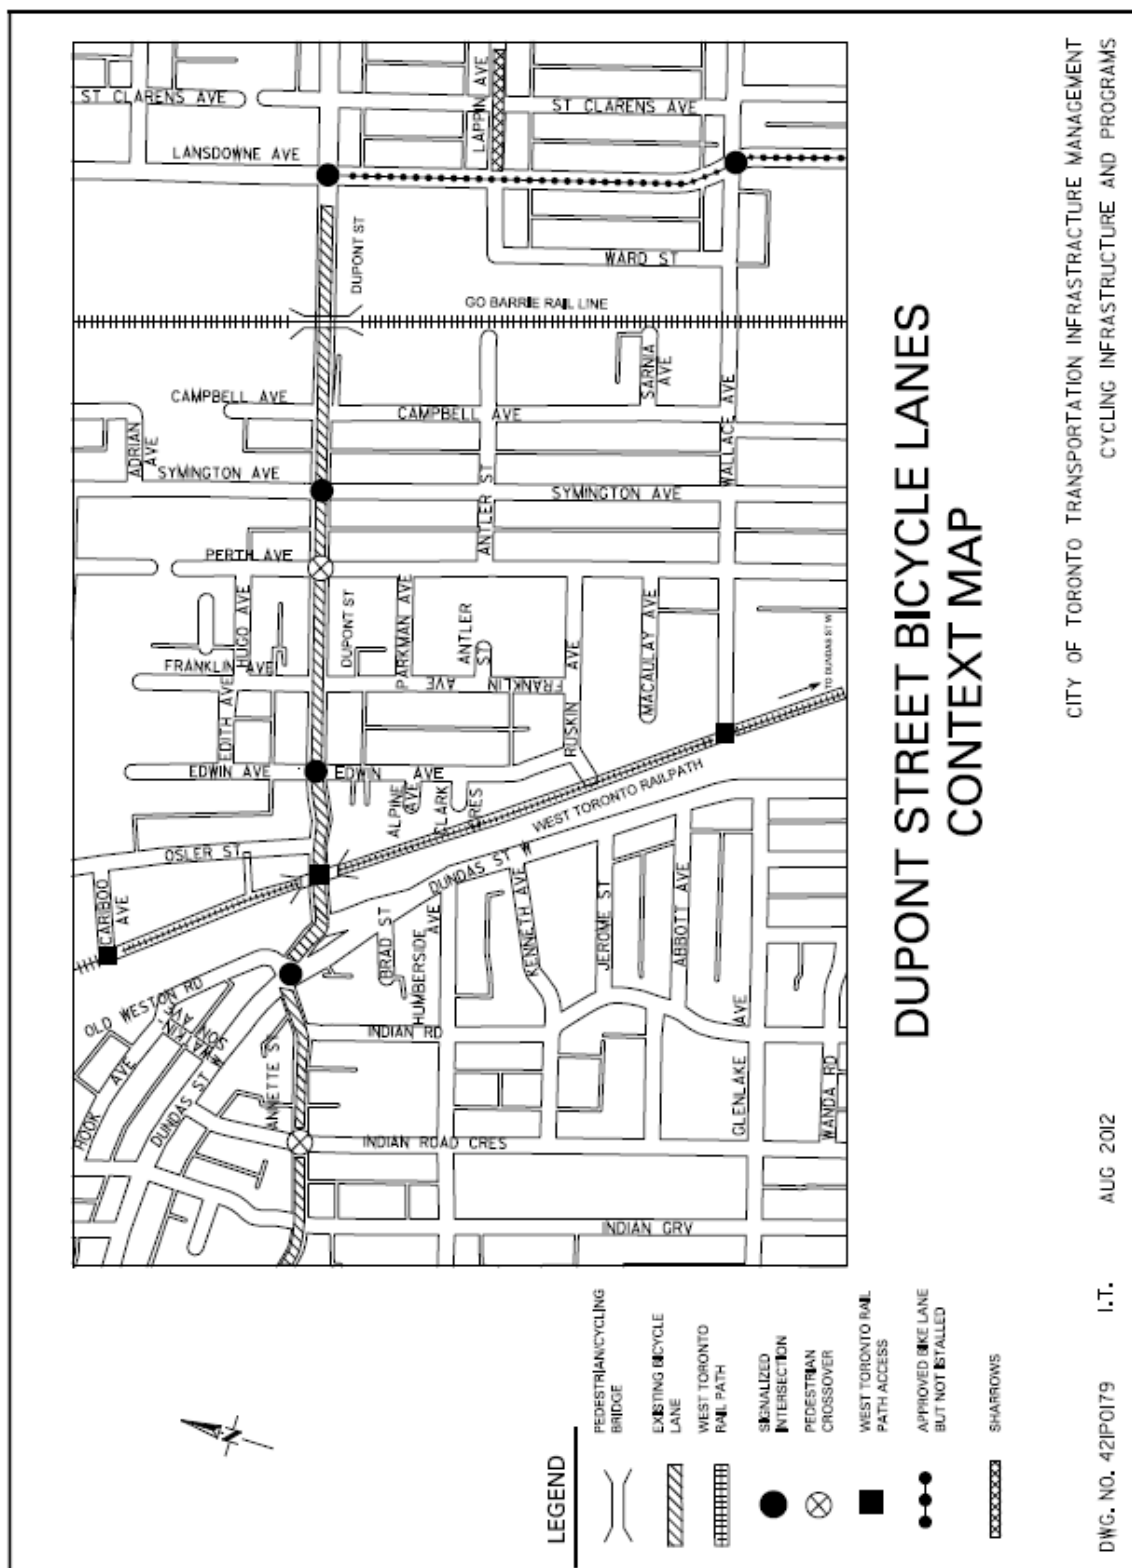 ST CLARENS AVE
LANSDOWNE AVE
LAPPIN AVE
ST CLARENS AVE
DUPONT ST
WARD ST
GO BARRIE RAIL LINE
CAMPBELL AVE
CAMPBELL AVE
SARNIA
AVE
ADRIAN
AVE
SYMINGTON AVE
ANTLER ST
SYMINGTON AVE
WALLACE AVE
PERTH AVE
HUGO AVE
DUPONT ST
PARKMAN AVE
ANTLER
ST
FRANKLIN AVE
FRANKLIN
AVE
RUSKIN
AVE
MACAULAY AVE
TO DUNDAS ST W
EDITH AVE
EDWIN AVE
EDWIN AVE
ALPINE
AVE
CLARK
CRES
WEST TORONTO RAILPATH
OSLER ST
CARIBOO
AVE
DUNDAS ST W
BRAD ST
HUMBERSIDE
AVE
KENNETH AVE
JEROME ST
ABBOTT AVE
OLD WESTON RD
WATKIN-
SON AVE
HOOK AVE
DUNDAS ST W
ANNETTE ST
INDIAN RD
GLENLAKE AVE
WANDA RD
INDIAN ROAD CRES
INDIAN GRV
DUPONT STREET BICYCLE LANES
CONTEXT MAP
LEGEND
PEDESTRIAN/CYCLING
BRIDGE
EXISTING BICYCLE
LANE
WEST TORONTO
RAIL PATH
SIGNALIZED
INTERSECTION
PEDESTRIAN
CROSSOVER
WEST TORONTO RAIL
PATH ACCESS
APPROVED BIKE LANE
BUT NOT ISTALLED
SHARROWS
N
CITY OF TORONTO TRANSPORTATION INFRASTRACTURE MANAGEMENT
CYCLING INFRASTRUCTURE AND PROGRAMS
DWG. NO. 421P0179 I.T. AUG 2012